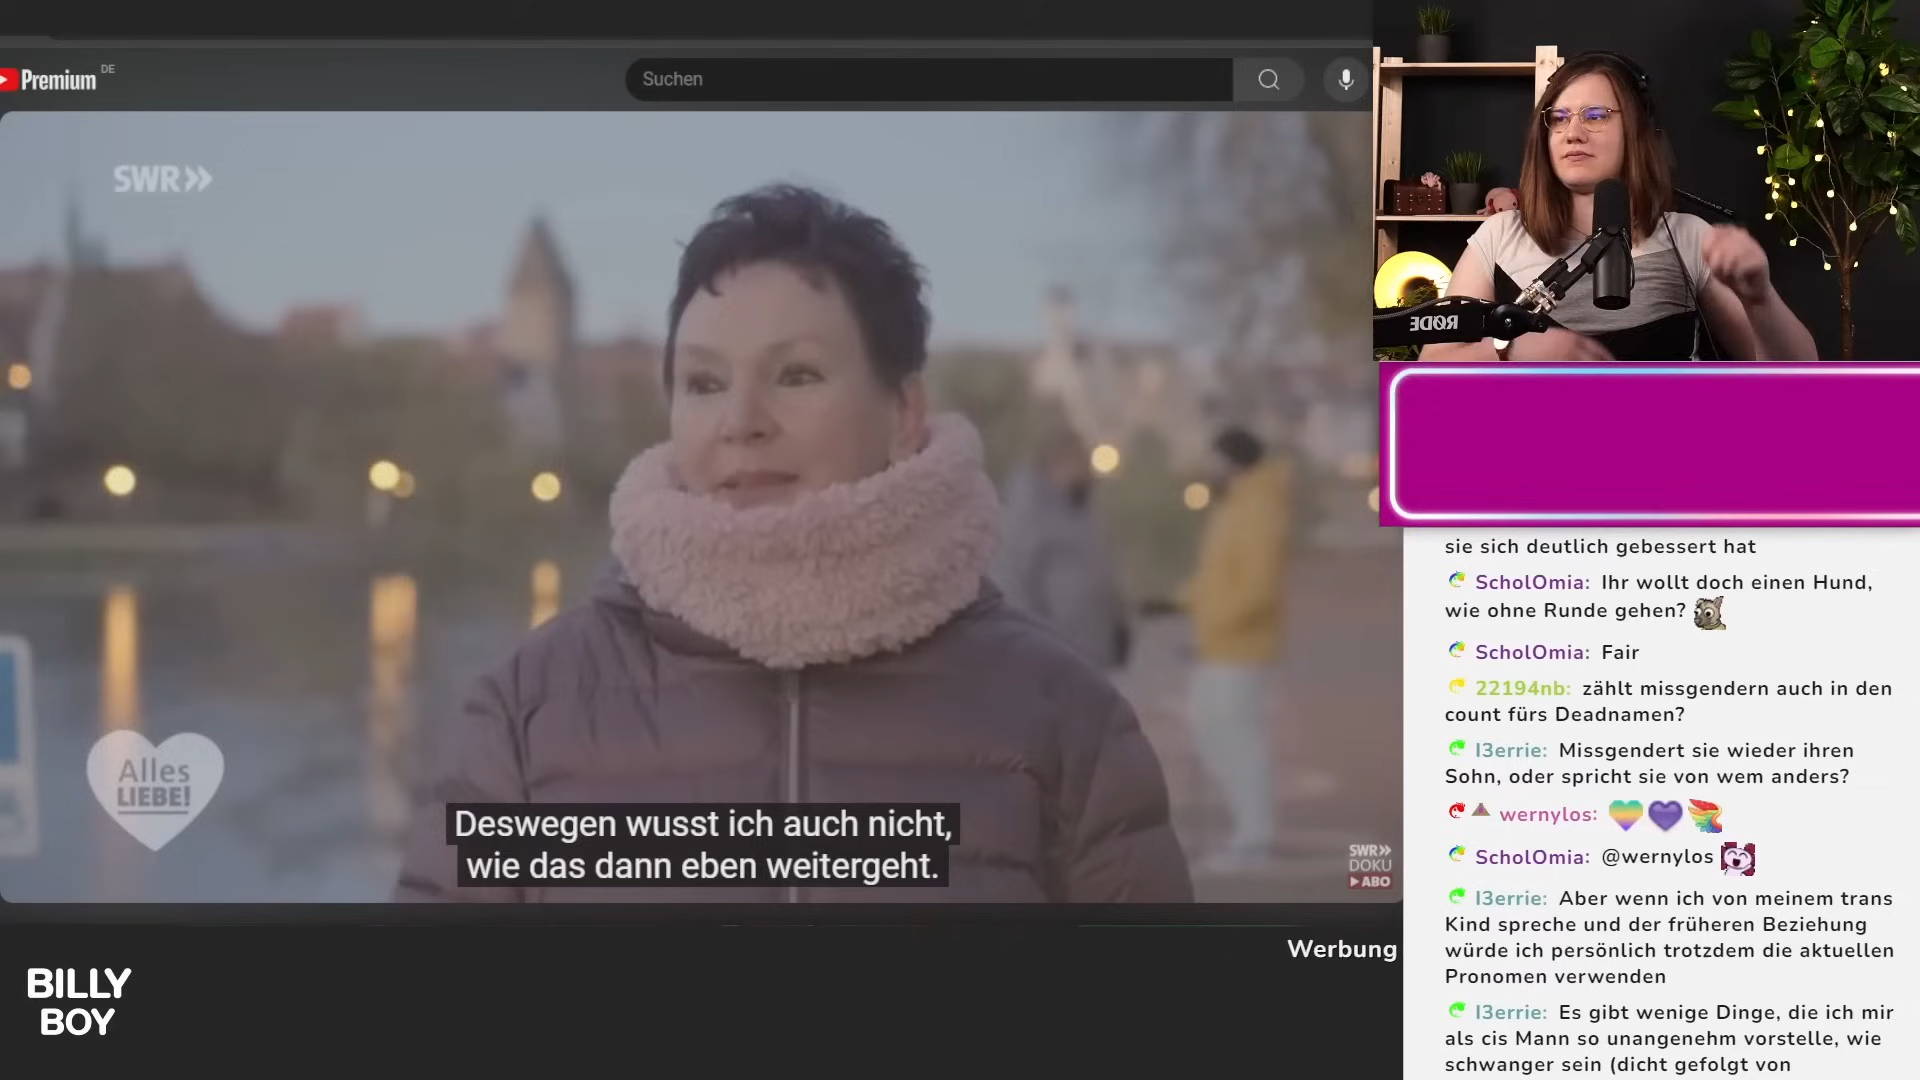 Premium DE
Suchen
SWR»
Alles
LIEBE!
Deswegen wusst ich auch nicht,
wie das dann eben weitergeht.
SWR»
DOKU
ABO
Werbung
BILLY
BOY
RØDE
sie sich deutlich gebessert hat
ScholOmia: Ihr wollt doch einen Hund,
wie ohne Runde gehen?
ScholOmia: Fair
22194nb: zählt missgendern auch in den
count fürs Deadnamen?
l3errie: Missgendert sie wieder ihren
Sohn, oder spricht sie von wem anders?
wernylos:
ScholOmia: @wernylos
l3errie: Aber wenn ich von meinem trans
Kind spreche und der früheren Beziehung
würde ich persönlich trotzdem die aktuellen
Pronomen verwenden
l3errie: Es gibt wenige Dinge, die ich mir
als cis Mann so unangenehm vorstelle, wie
schwanger sein (dicht gefolgt von